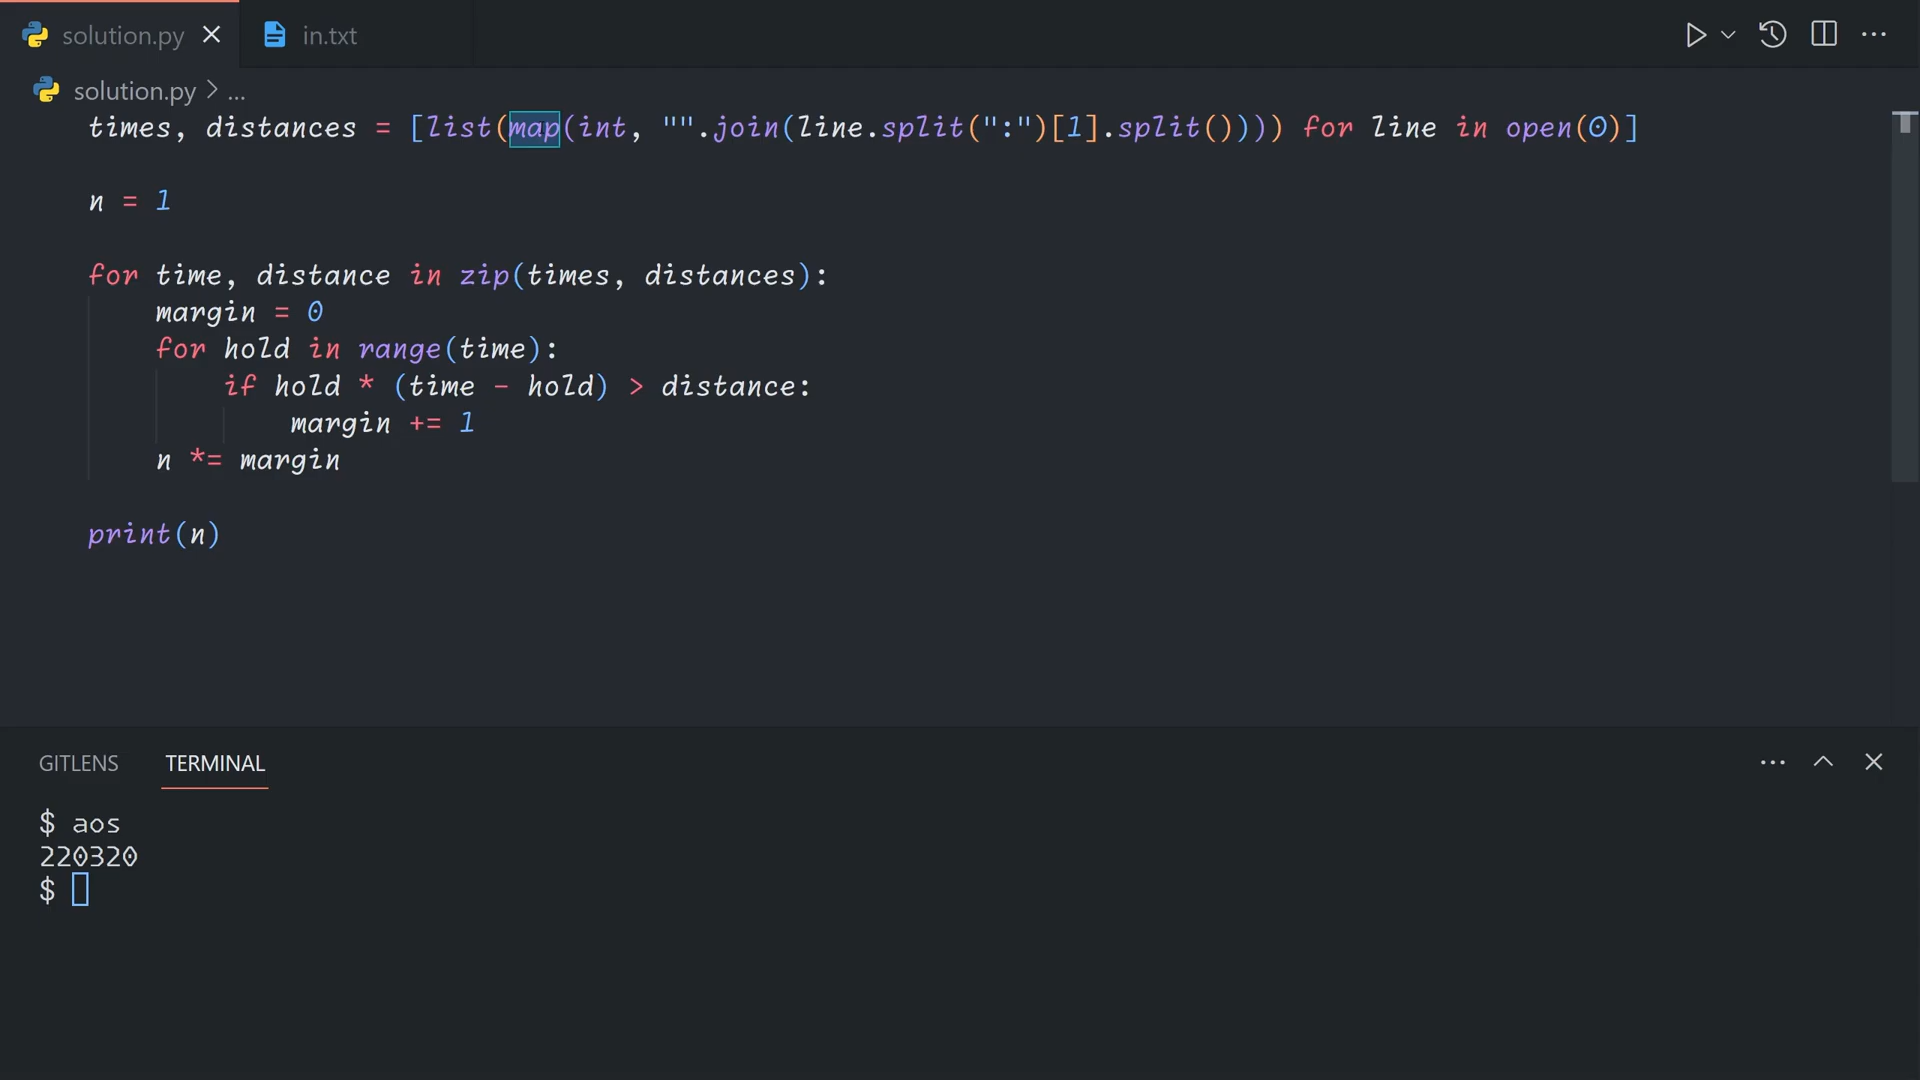 solution.py
in.txt
solution.py > ...
times, distances = [list(map(int, "".join(line.split(":")[1].split()))) for line in open(0)]
n = 1
for time, distance in zip(times, distances):
margin = 0
for hold in range(time):
if hold * (time - hold) > distance:
margin += 1
n *= margin
print(n)
GITLENS
TERMINAL
$ aos
220320
$